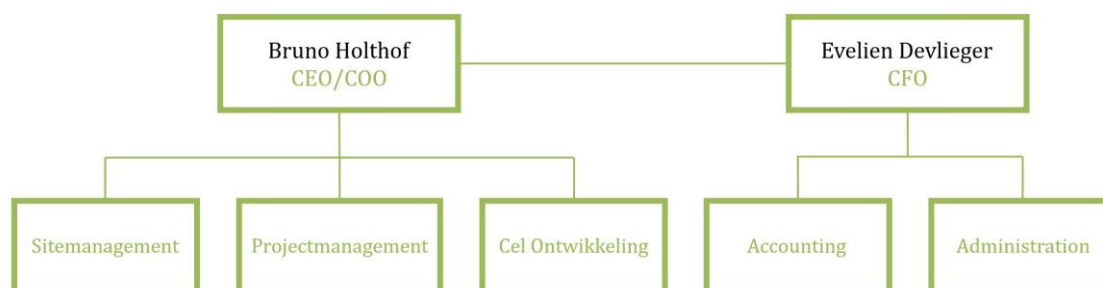 Bruno Holthof
CEO/COO
Evelien Devlieger
CFO
Sitemanagement
Projectmanagement
Cel Ontwikkeling
Accounting
Administration